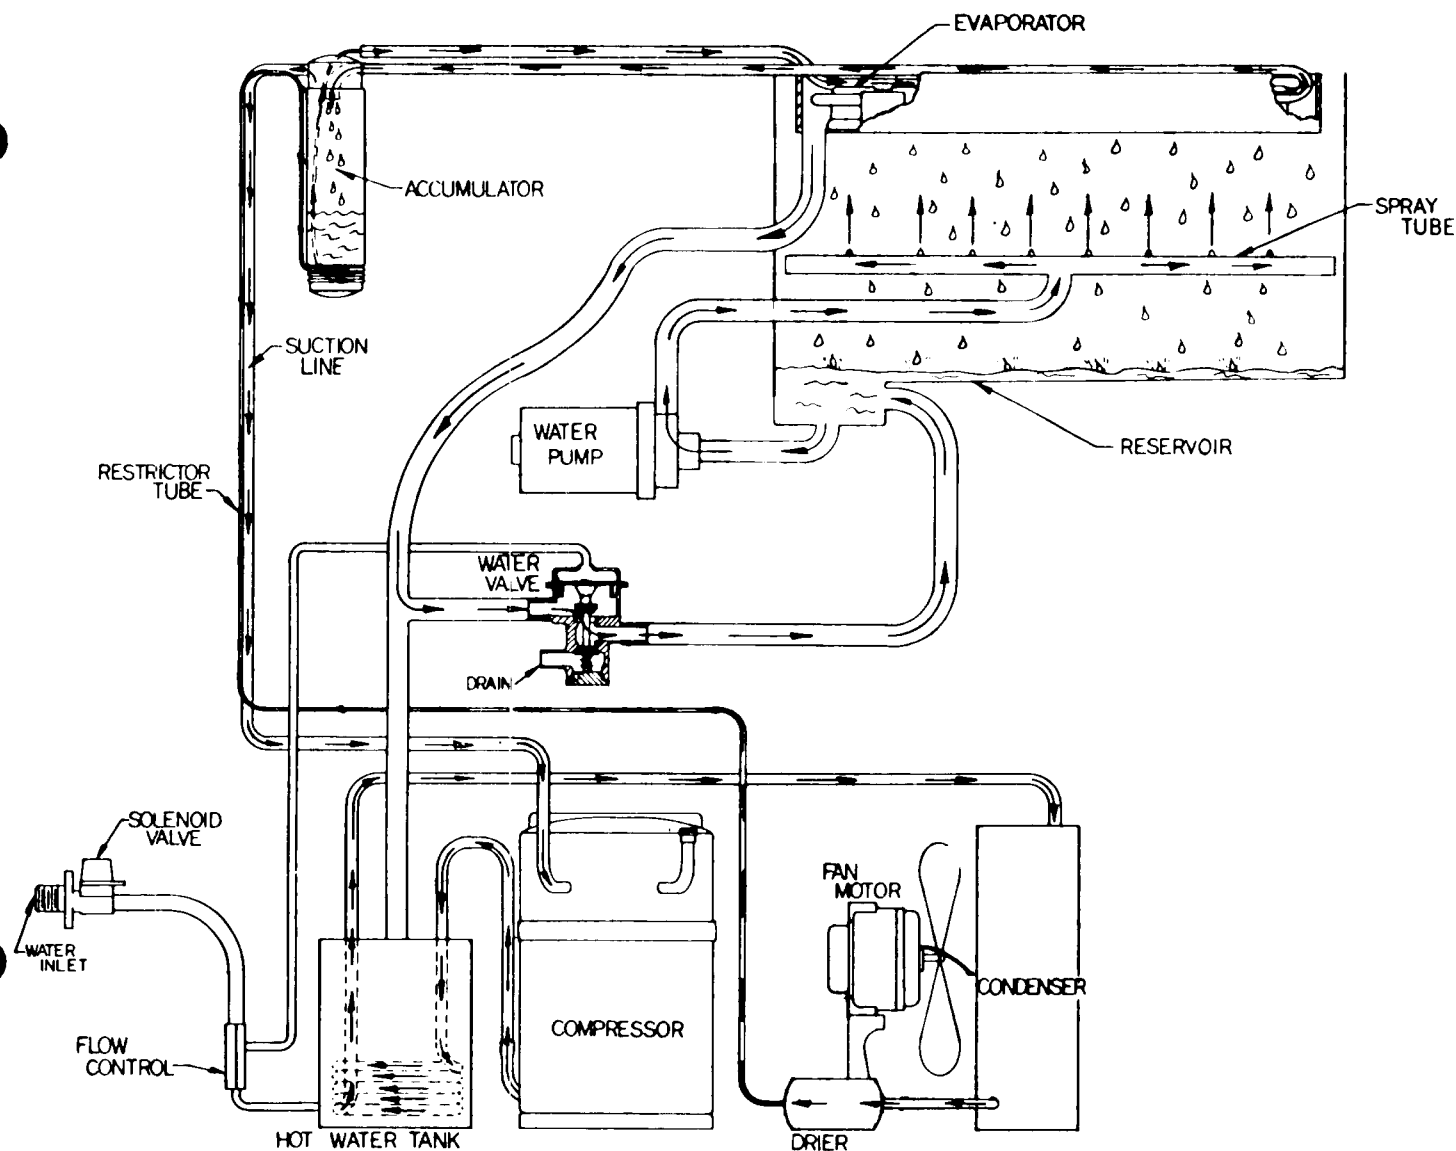 EVAPORATOR
ACCUMULATOR
SPRAY
TUBE
SUCTION
LINE
WATER
PUMP
RESERVOIR
RESTRICTOR
TUBE
WATER
VALVE
DRAIN
SOLENOID
VALVE
FAN
MOTOR
WATER
INLET
CONDENSER
COMPRESSOR
FLOW
CONTROL
HOT WATER TANK
DRIER